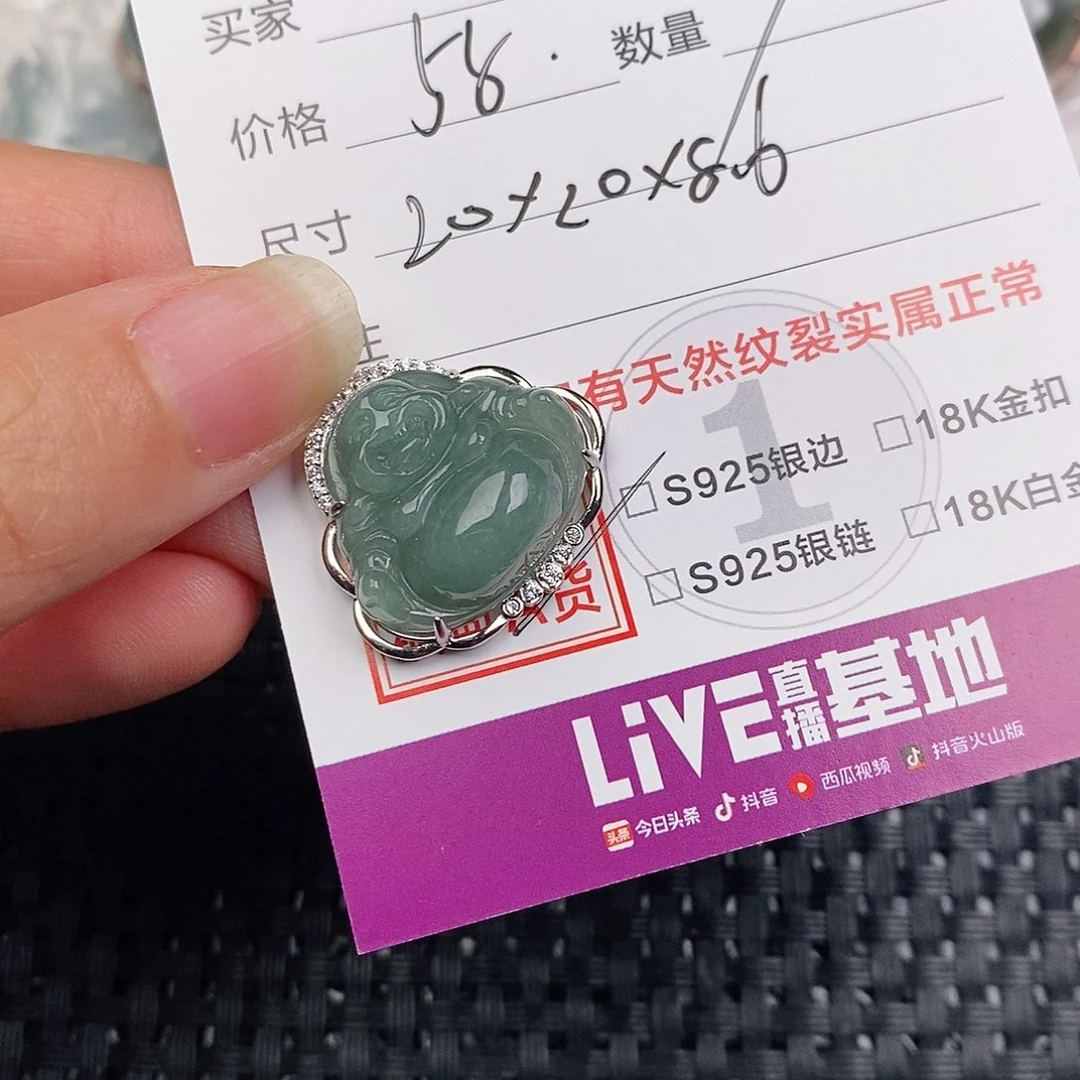 买家 数量
价格 58.
尺寸 20×20×8.6
有天然纹裂实属正常
1
□S925银边 □18K金扣
□S925银链 □18K白金
货
LiVE直播基地
头条 今日头条 抖音 西瓜视频 抖音火山版